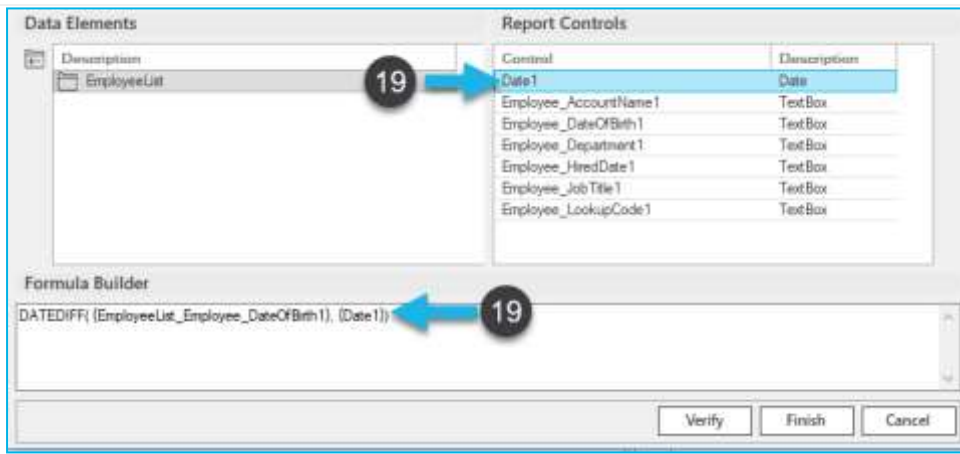 Data Elements
Report Controls
Description
EmployeeList
Control Description
19
Date1 Date
Employee_AccountName1 TextBox
Employee_DateOfBirth1 TextBox
Employee_Department1 TextBox
Employee_HiredDate1 TextBox
Employee_JobTitle1 TextBox
Employee_LookupCode1 TextBox
Formula Builder
DATEDIFF( {EmployeeList_Employee_DateOfBirth1}, {Date1})
19
Verify Finish Cancel